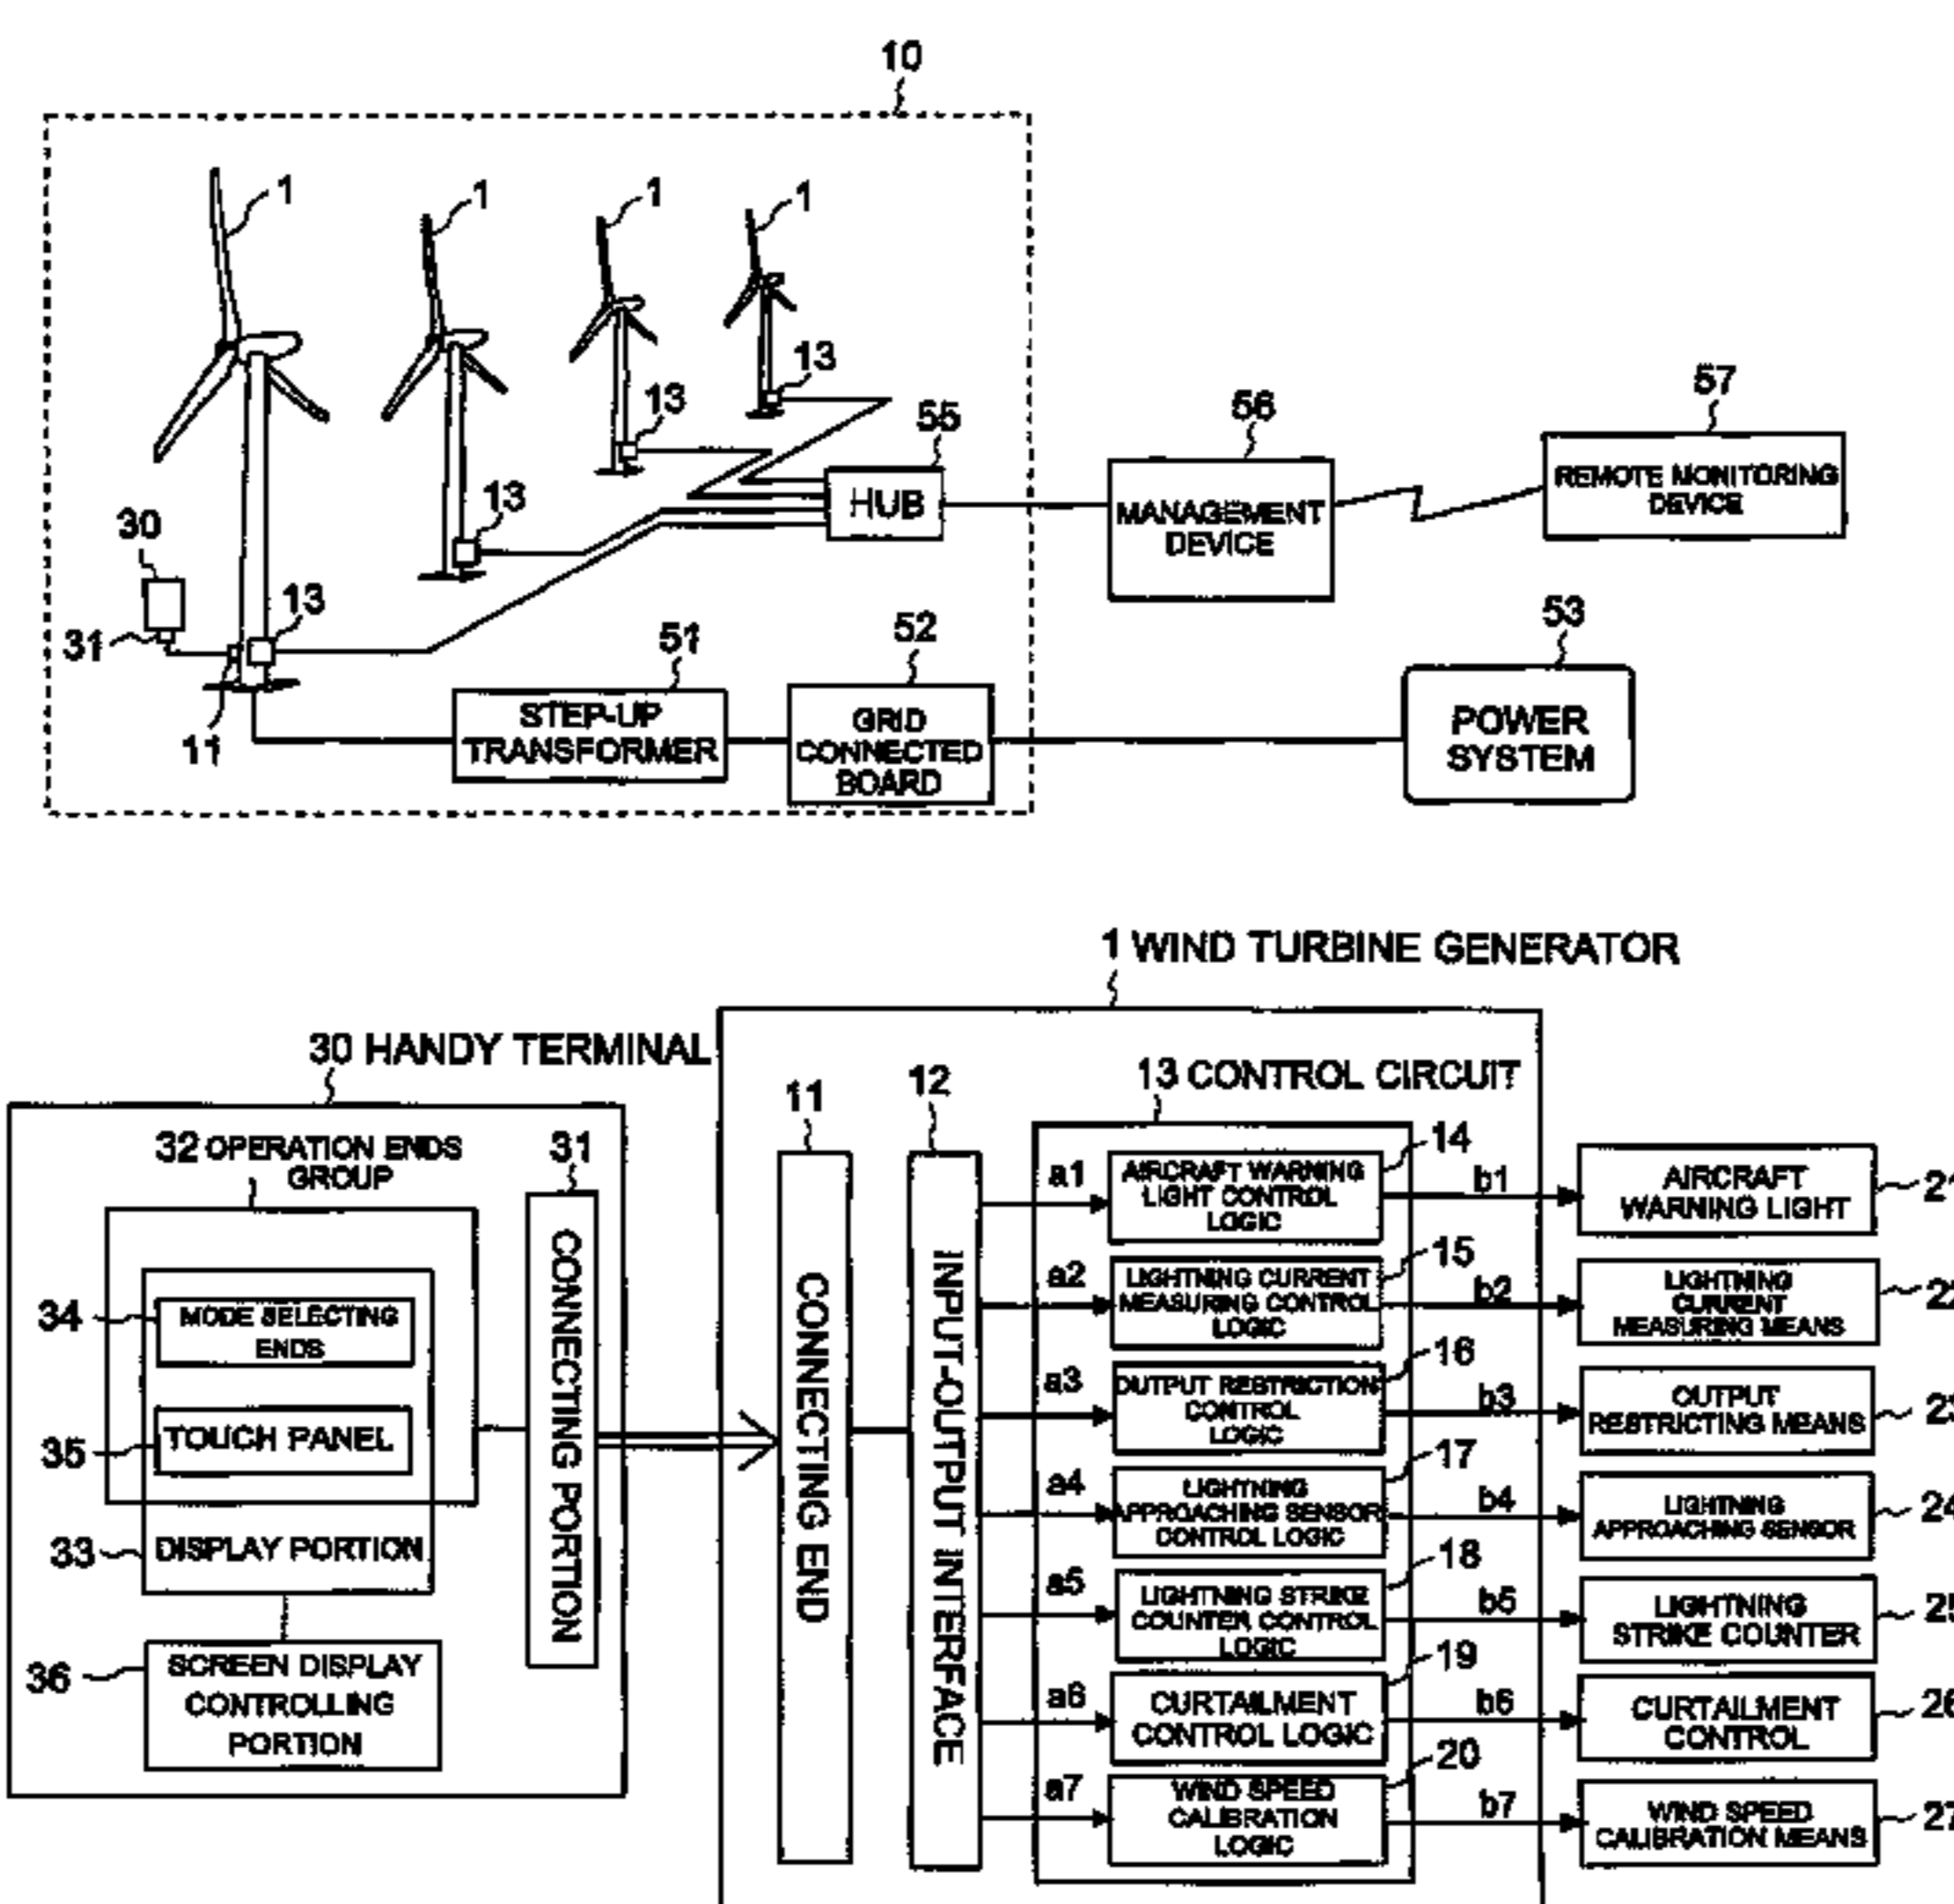 10
1
1
1
1
13
13
13
13
30
31
11
55
HUB
56
MANAGEMENT
DEVICE
57
REMOTE MONITORING
DEVICE
51
STEP-UP
TRANSFORMER
52
GRID
CONNECTED
BOARD
53
POWER
SYSTEM
1 WIND TURBINE GENERATOR
30 HANDY TERMINAL
32 OPERATION ENDS
GROUP
31
CONNECTING PORTION
34
MODE SELECTING
ENDS
35
TOUCH PANEL
33
DISPLAY PORTION
36
SCREEN DISPLAY
CONTROLLING
PORTION
11
CONNECTING END
12
INPUT-OUTPUT INTERFACE
13 CONTROL CIRCUIT
a1
14
AIRCRAFT WARNING
LIGHT CONTROL
LOGIC
b1
AIRCRAFT
WARNING LIGHT
21
a2
15
LIGHTNING CURRENT
MEASURING CONTROL
LOGIC
b2
LIGHTNING
CURRENT
MEASURING MEANS
22
a3
16
OUTPUT RESTRICTION
CONTROL
LOGIC
b3
OUTPUT
RESTRICTING MEANS
23
a4
17
LIGHTNING
APPROACHING SENSOR
CONTROL LOGIC
b4
LIGHTNING
APPROACHING SENSOR
24
a5
18
LIGHTNING STRIKE
COUNTER CONTROL
LOGIC
b5
LIGHTNING
STRIKE COUNTER
25
a6
19
CURTAILMENT
CONTROL LOGIC
b6
CURTAILMENT
CONTROL
26
a7
20
WIND SPEED
CALIBRATION
LOGIC
b7
WIND SPEED
CALIBRATION MEANS
27